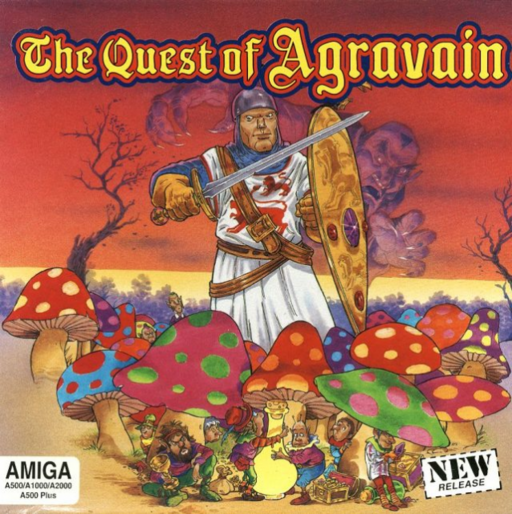 The Quest of Agravain
AMIGA
A500/A1000/A2000
A500 Plus
NEW
RELEASE